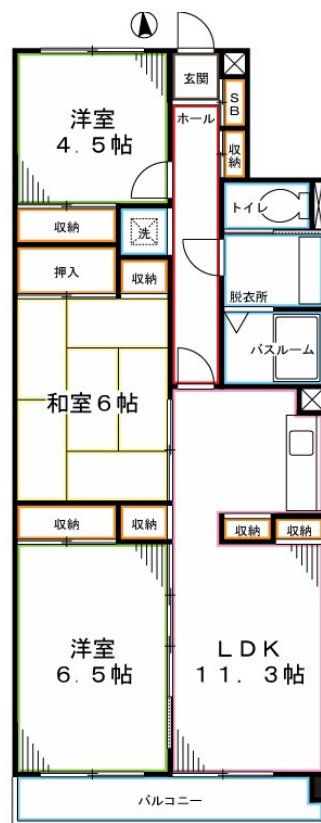 玄関
SB
ホール
収納
洋室
4.5帖
トイレ
収納
洗
脱衣所
押入
収納
バスルーム
和室6帖
収納
収納
収納
収納
洋室
6.5帖
LDK
11.3帖
バルコニー